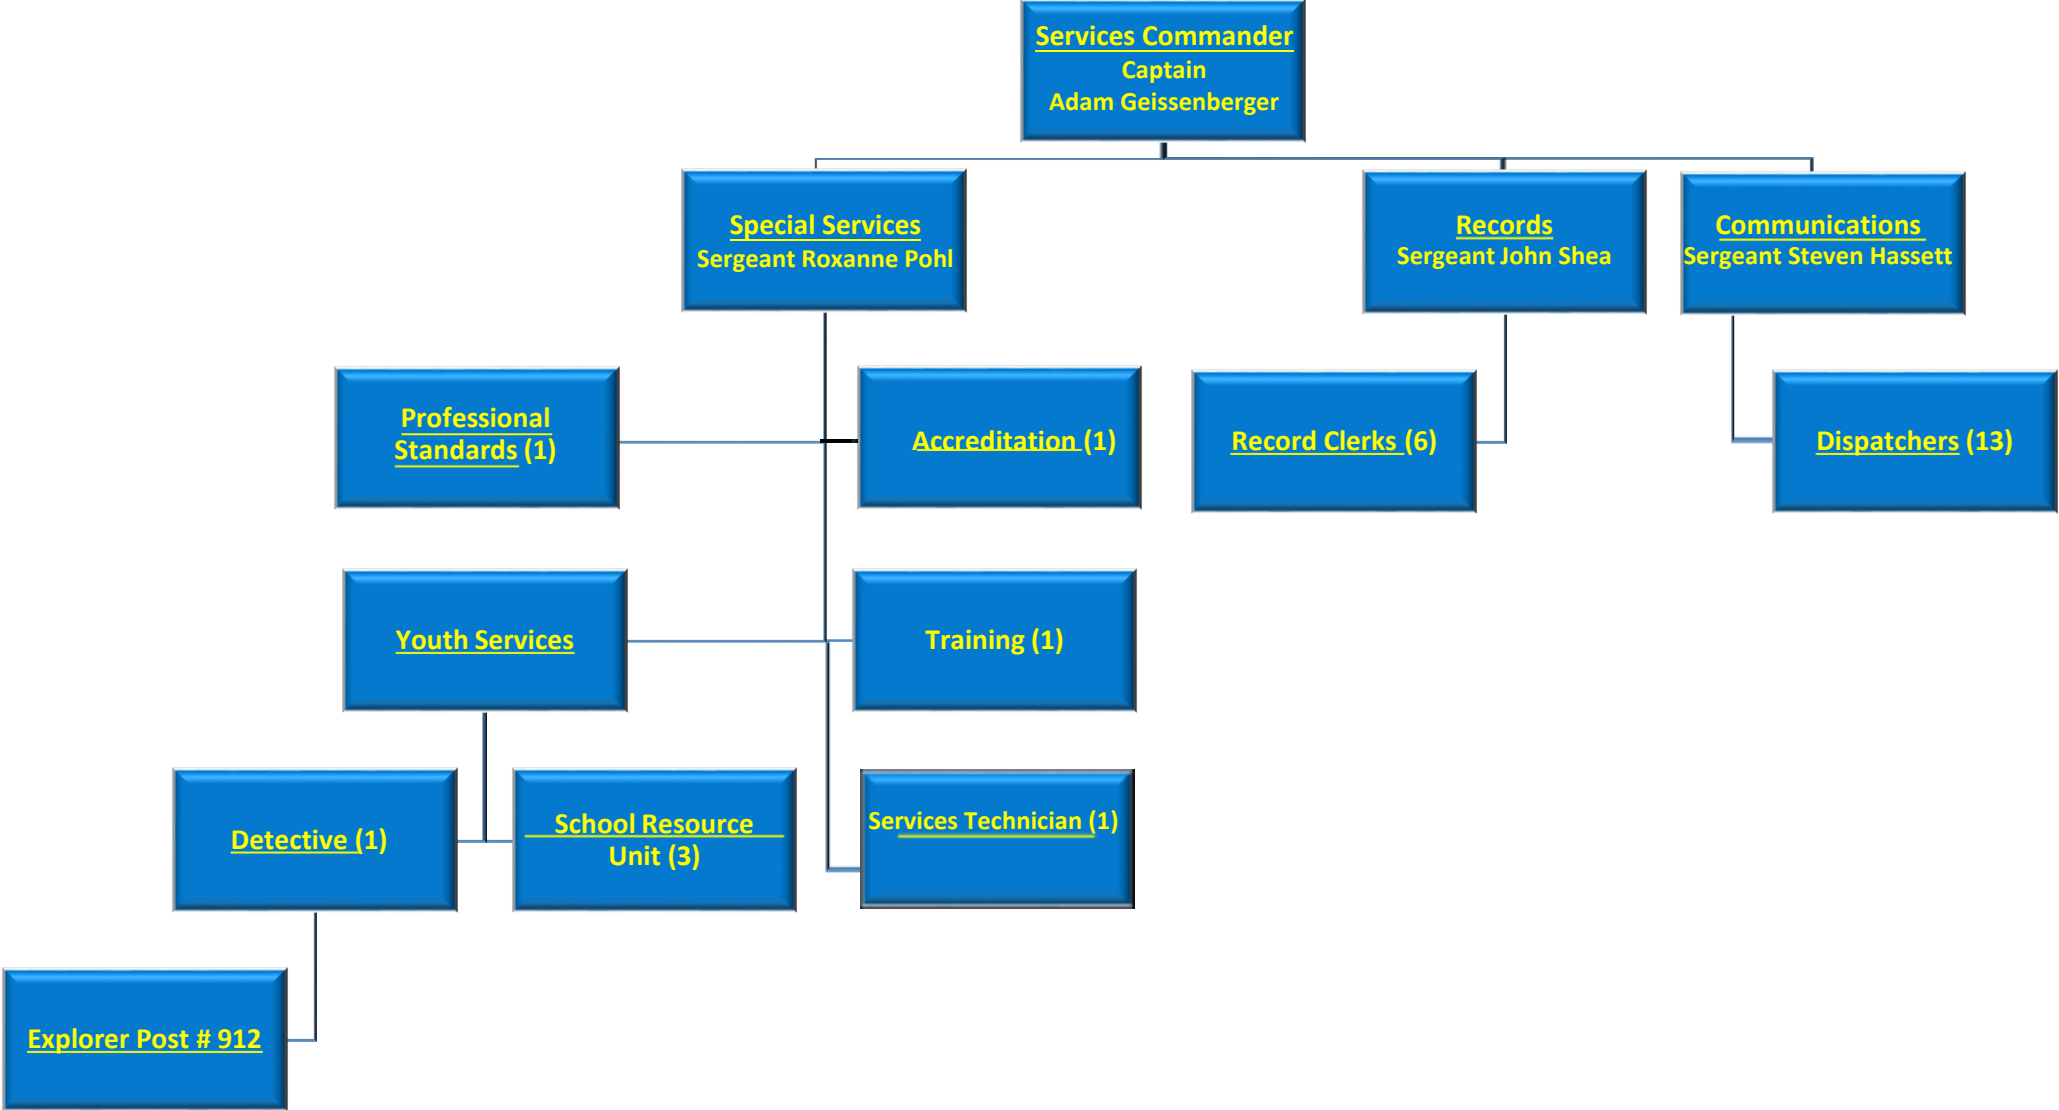 Services Commander
Captain
Adam Geissenberger
Special Services
Sergeant Roxanne Pohl
Records
Sergeant John Shea
Communications
Sergeant Steven Hassett
Professional
Standards (1)
Accreditation (1)
Record Clerks (6)
Dispatchers (13)
Youth Services
Training (1)
Detective (1)
School Resource
Unit (3)
Services Technician (1)
Explorer Post # 912